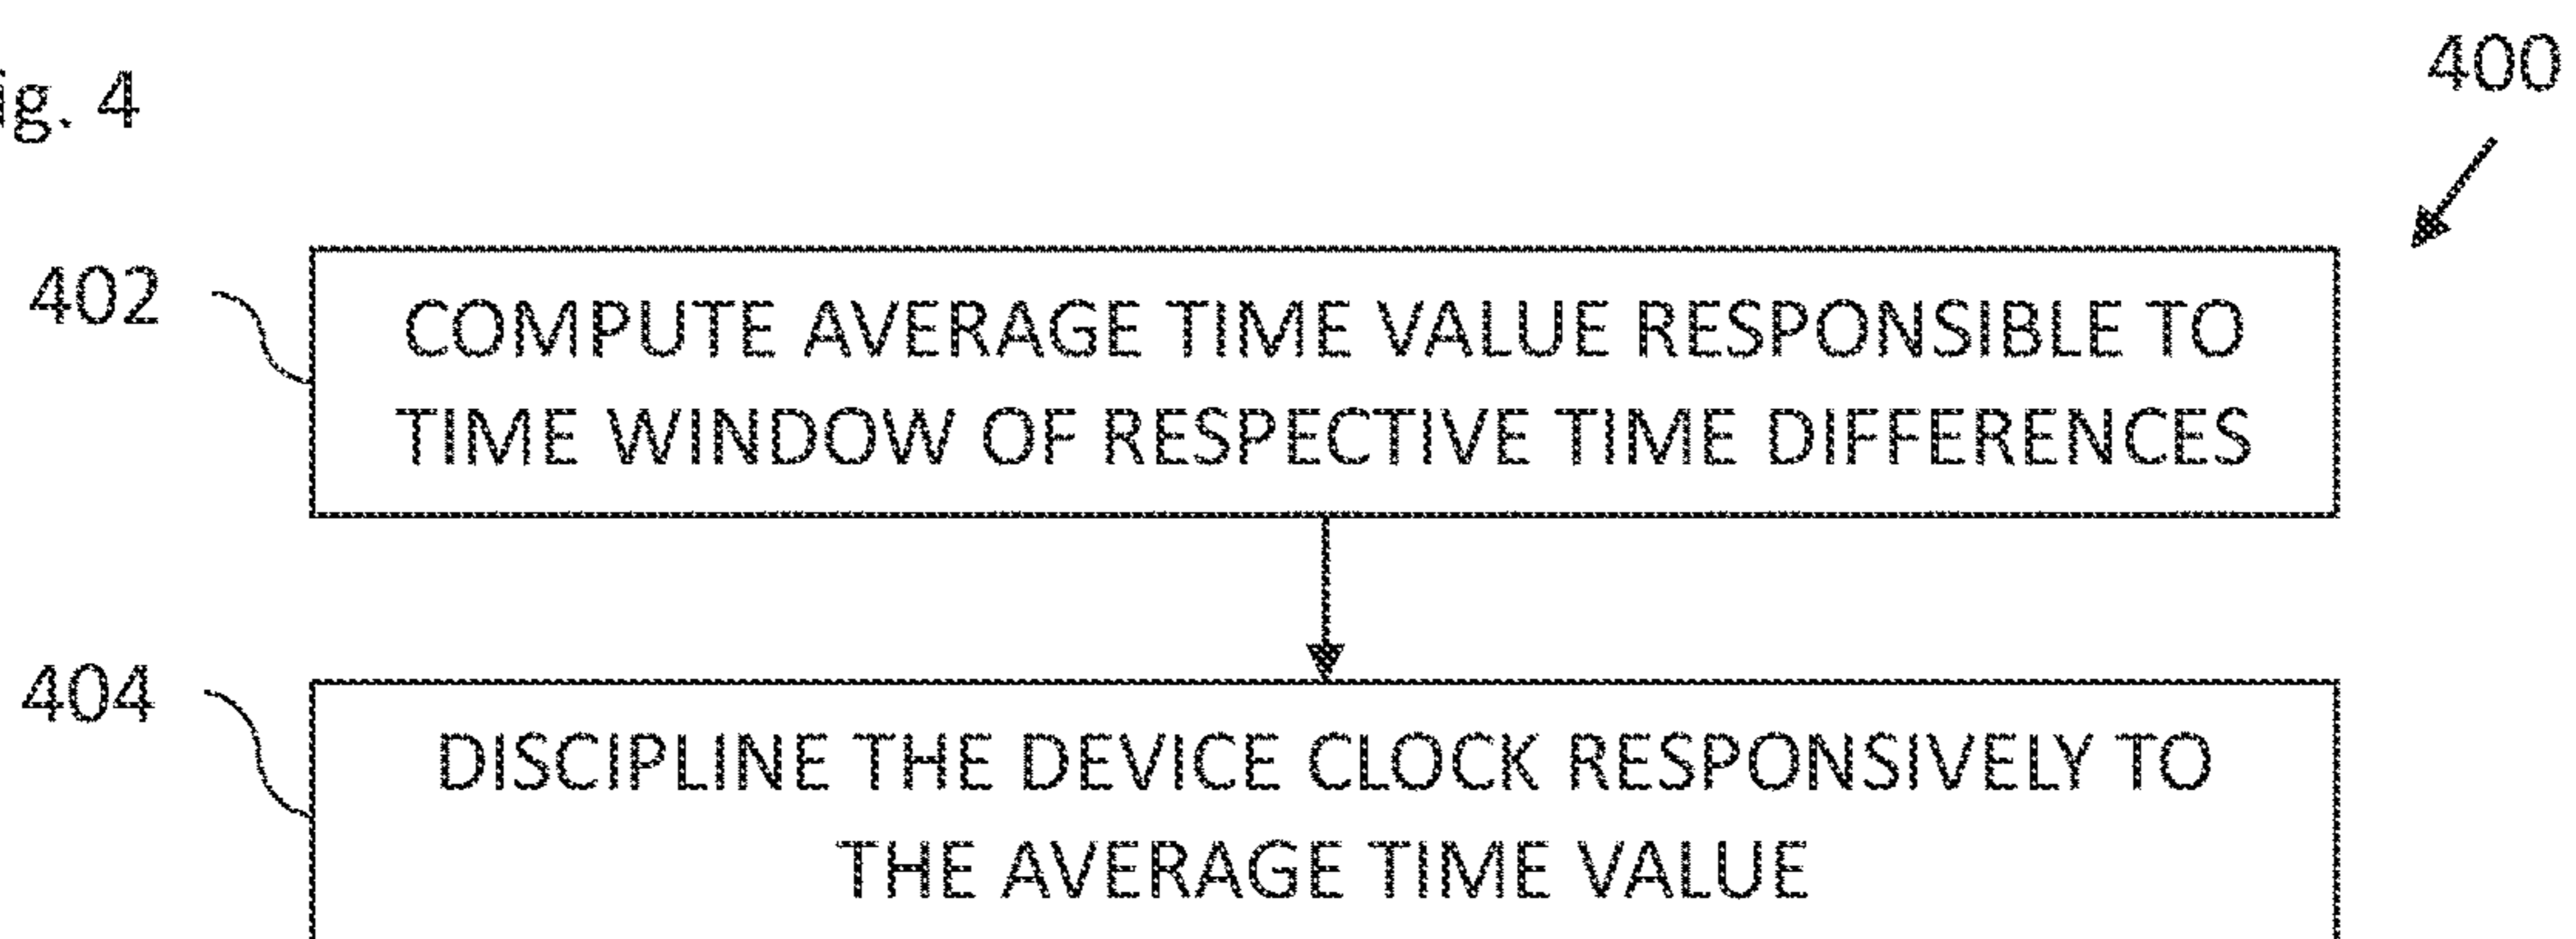 ig. 4
400
402
COMPUTE AVERAGE TIME VALUE RESPONSIBLE TO
TIME WINDOW OF RESPECTIVE TIME DIFFERENCES
404
DISCIPLINE THE DEVICE CLOCK RESPONSIVELY TO
THE AVERAGE TIME VALUE